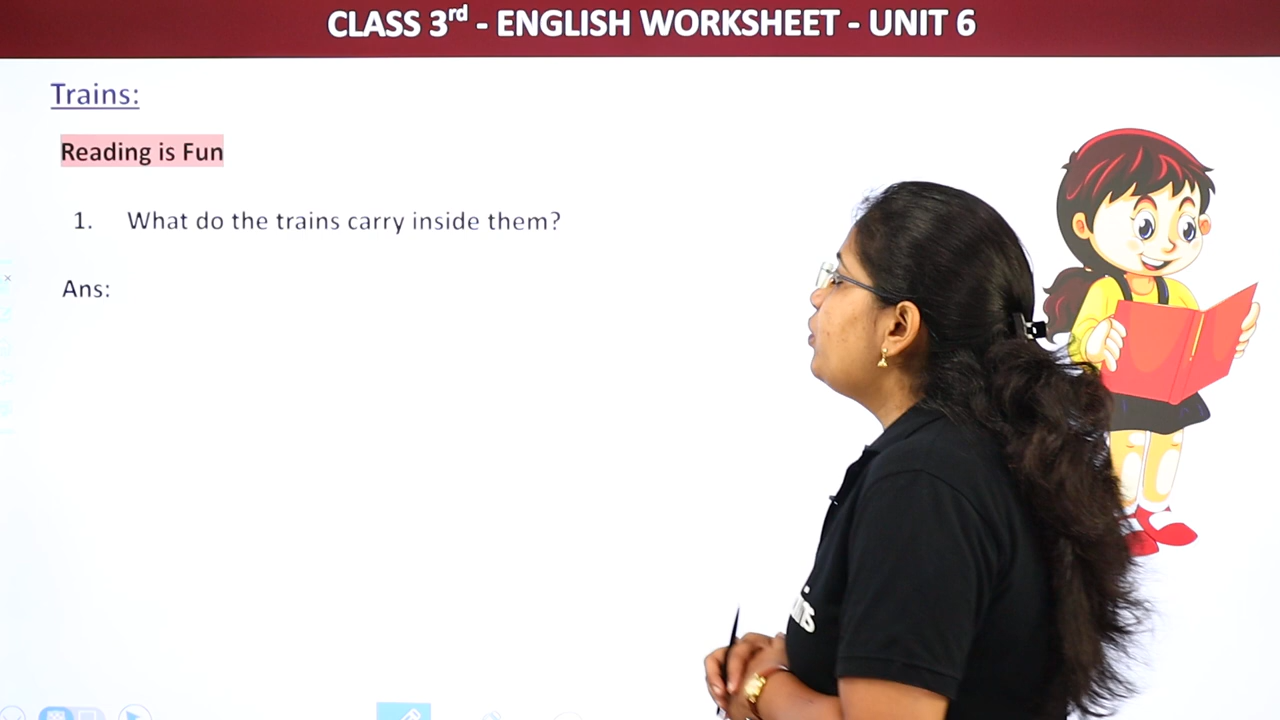 CLASS 3rd - ENGLISH WORKSHEET - UNIT 6
Trains:
Reading is Fun
1. What do the trains carry inside them?
Ans: